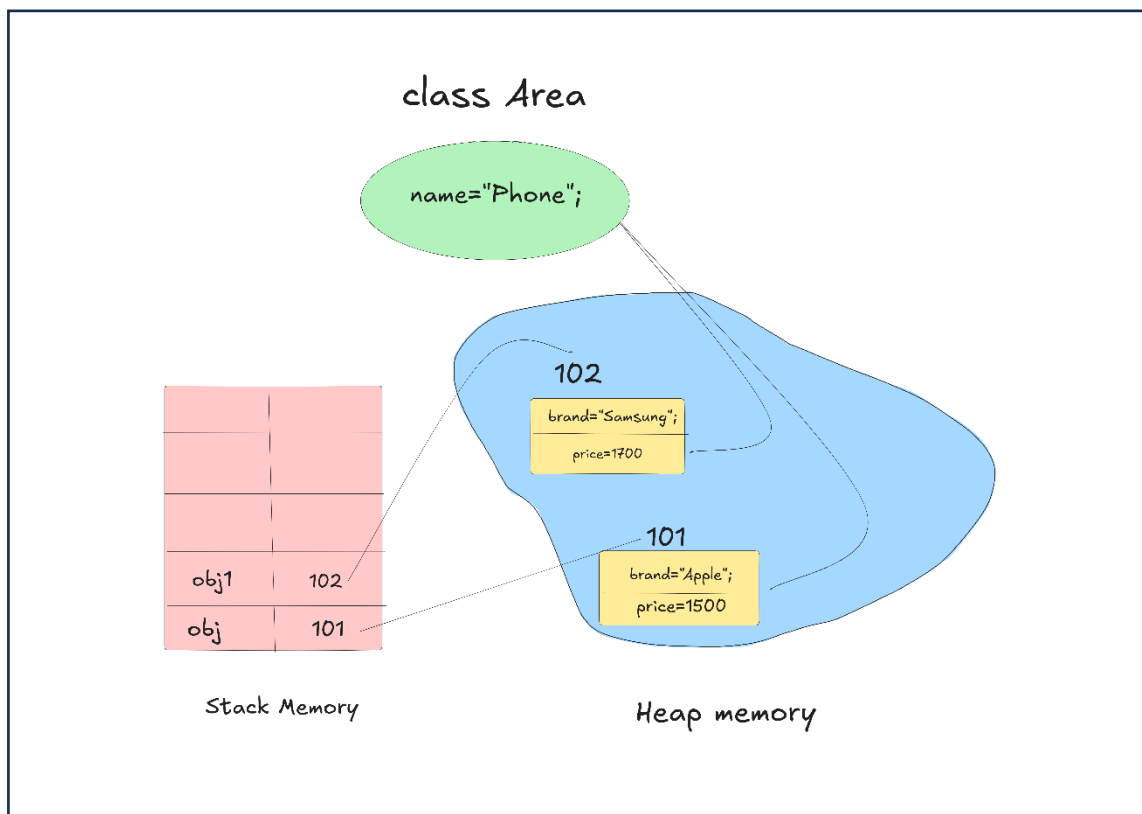 class Area
name="Phone";
102
brand="Samsung";
price=1700
101
brand="Apple";
price=1500
obj1 102
obj 101
Stack Memory
Heap memory